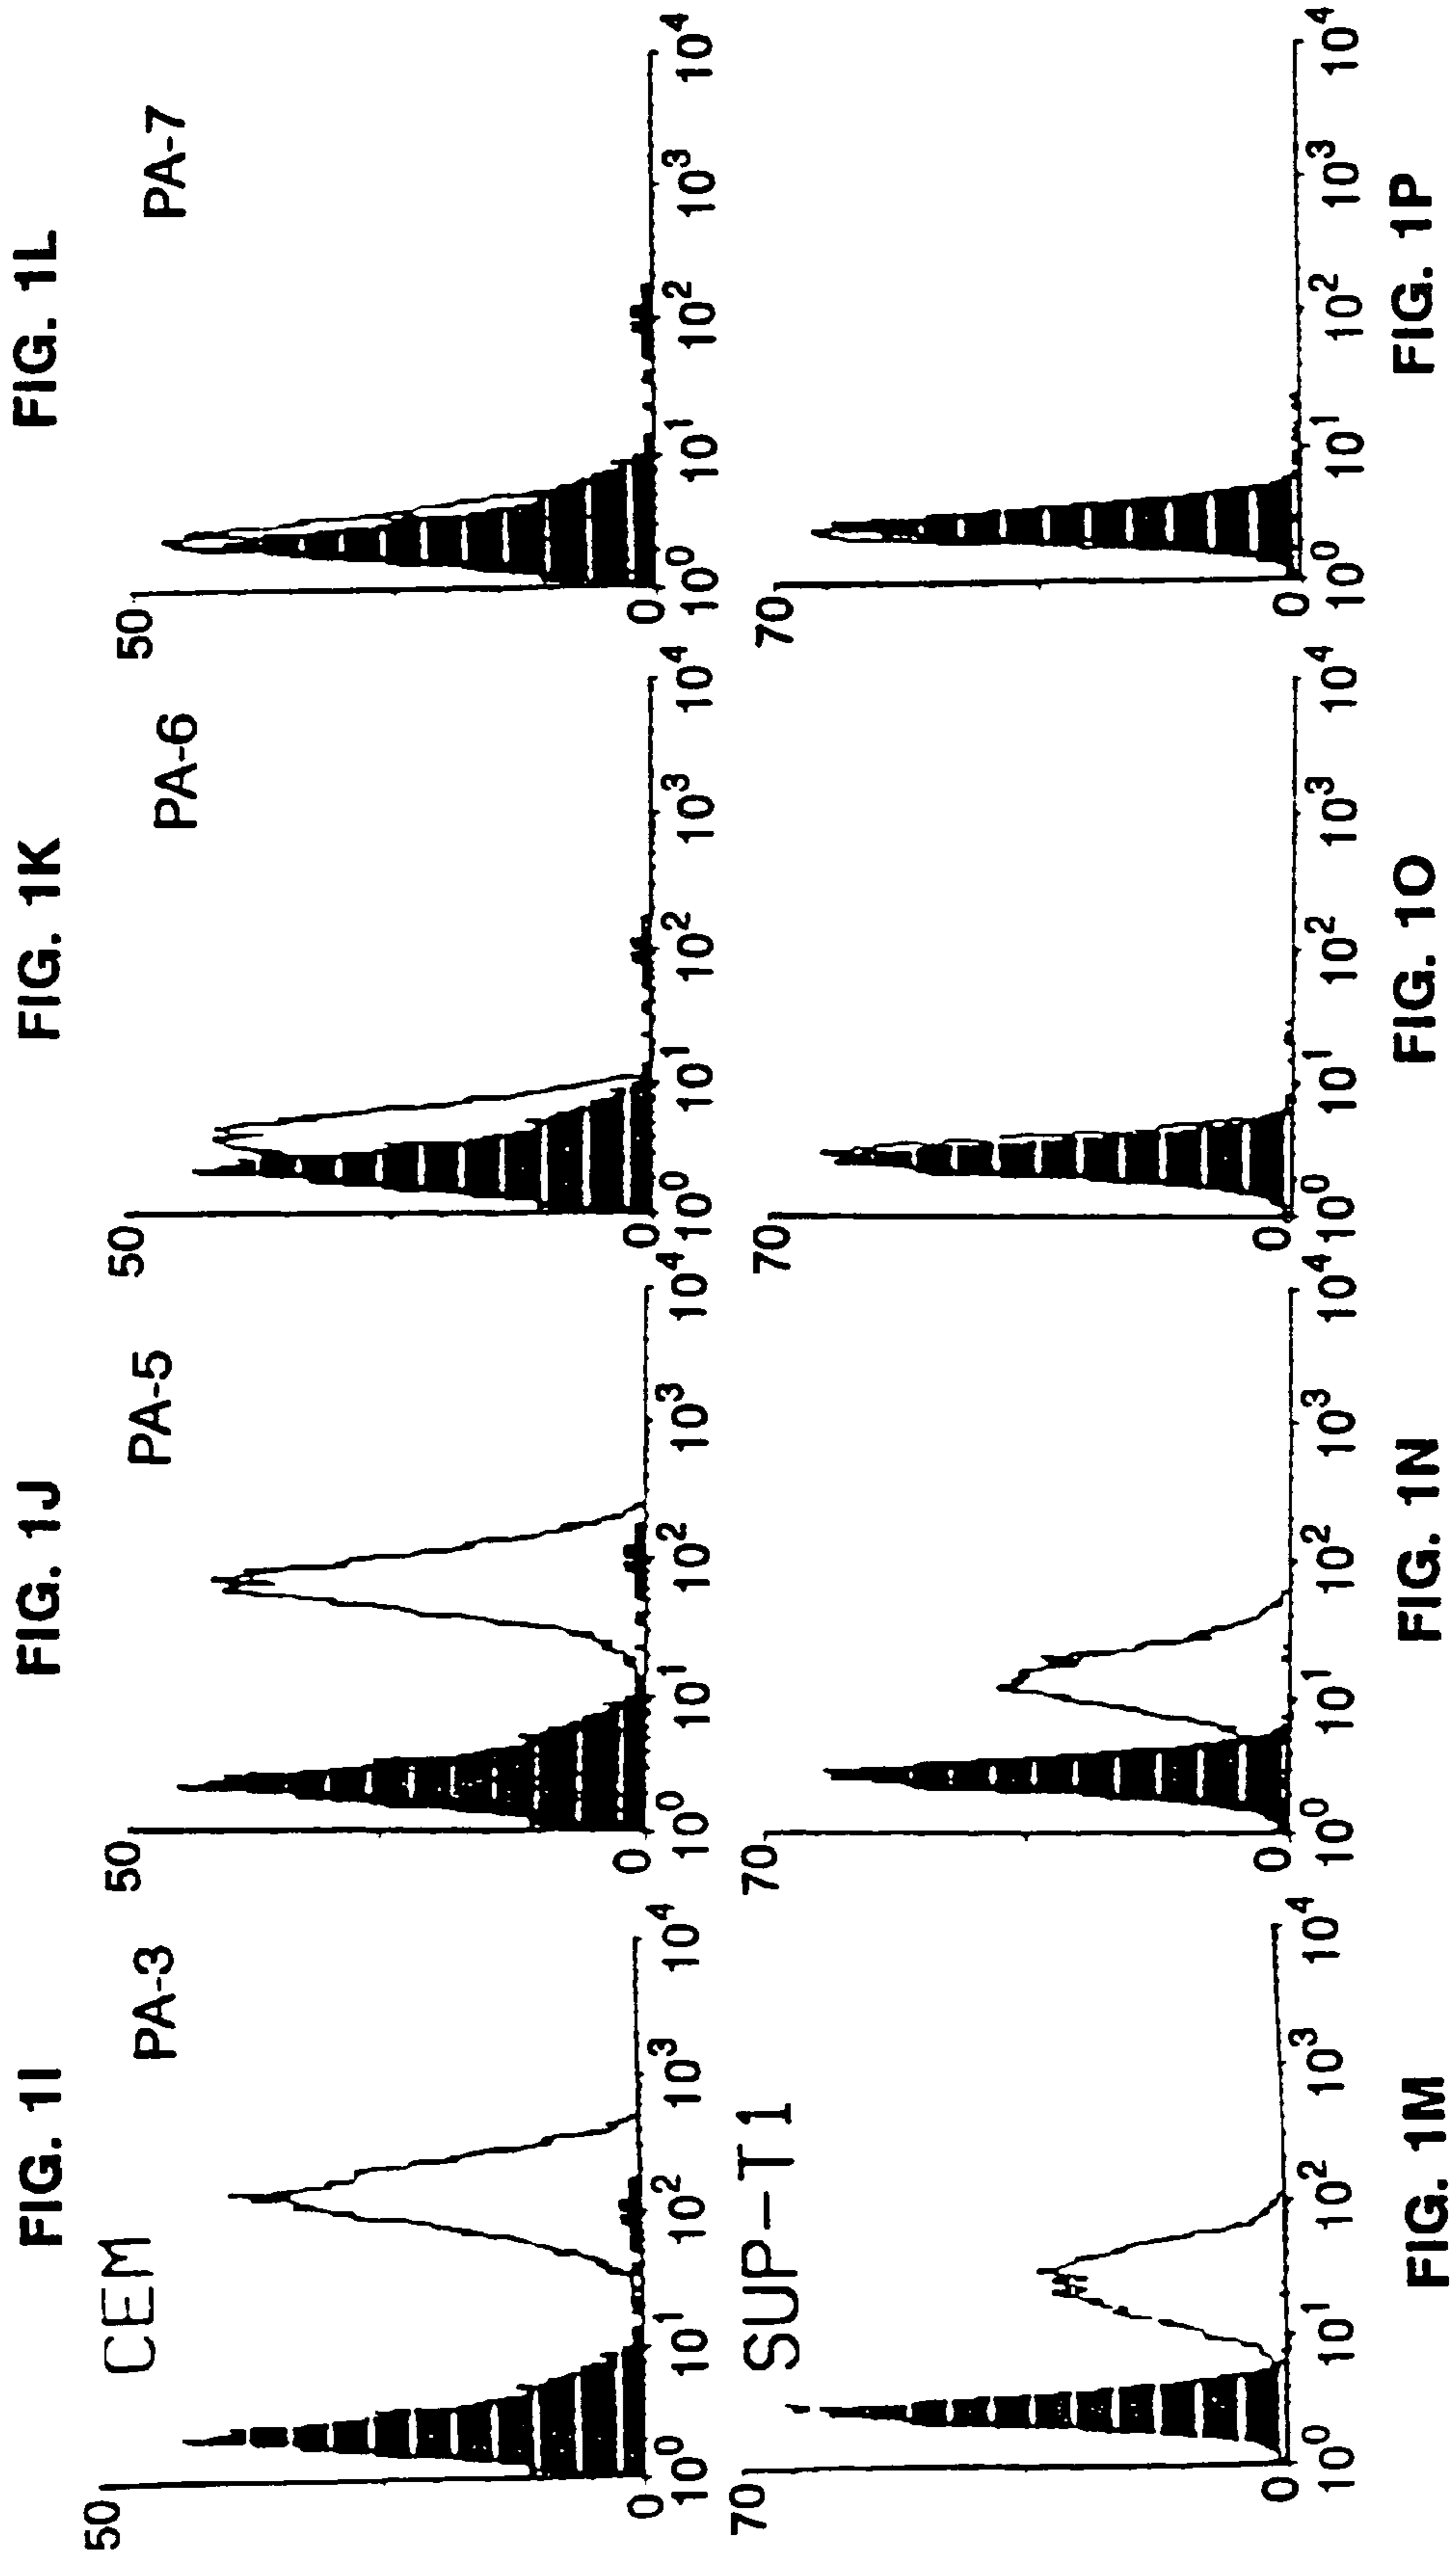 FIG. 1I
FIG. 1J
FIG. 1K
FIG. 1L
CEM
PA-3
PA-5
PA-6
PA-7
50
0
10⁰ 10¹ 10² 10³ 10⁴
50
0
10⁰ 10¹ 10² 10³ 10⁴
50
0
10⁰ 10¹ 10² 10³ 10⁴
50
0
10⁰ 10¹ 10² 10³ 10⁴
SUP-T1
70
0
10⁰ 10¹ 10² 10³ 10⁴
70
0
10⁰ 10¹ 10² 10³ 10⁴
70
0
10⁰ 10¹ 10² 10³ 10⁴
70
0
10⁰ 10¹ 10² 10³ 10⁴
FIG. 1M
FIG. 1N
FIG. 1O
FIG. 1P